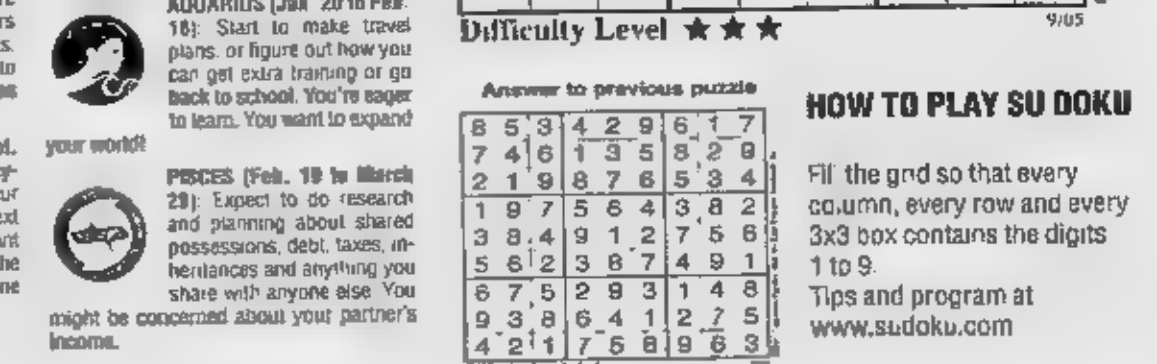 AQUARIUS (Jan. 20 to Feb.
18): Start to make travel
plans, or figure out how you
can get extra training or go
back to school. You're eager
to learn. You want to expand
your world!
PISCES (Feb. 19 to March
20): Expect to do research
and planning about shared
possessions, debt, taxes, in-
heritances and anything you
share with anyone else. You
might be concerned about your partner's
income.
Difficulty Level ★ ★ ★
9/05
Answer to previous puzzle
8 5 3 4 2 9 6 1 7
7 4 6 1 3 5 8 2 9
2 1 9 8 7 6 5 3 4
1 9 7 5 6 4 3 8 2
3 8 4 9 1 2 7 5 6
5 6 2 3 8 7 4 9 1
6 7 5 2 9 3 1 4 8
9 3 8 6 4 1 2 7 5
4 2 1 7 5 8 9 6 3
HOW TO PLAY SU DOKU
Fill the grid so that every
column, every row and every
3x3 box contains the digits
1 to 9.
Tips and program at
www.sudoku.com